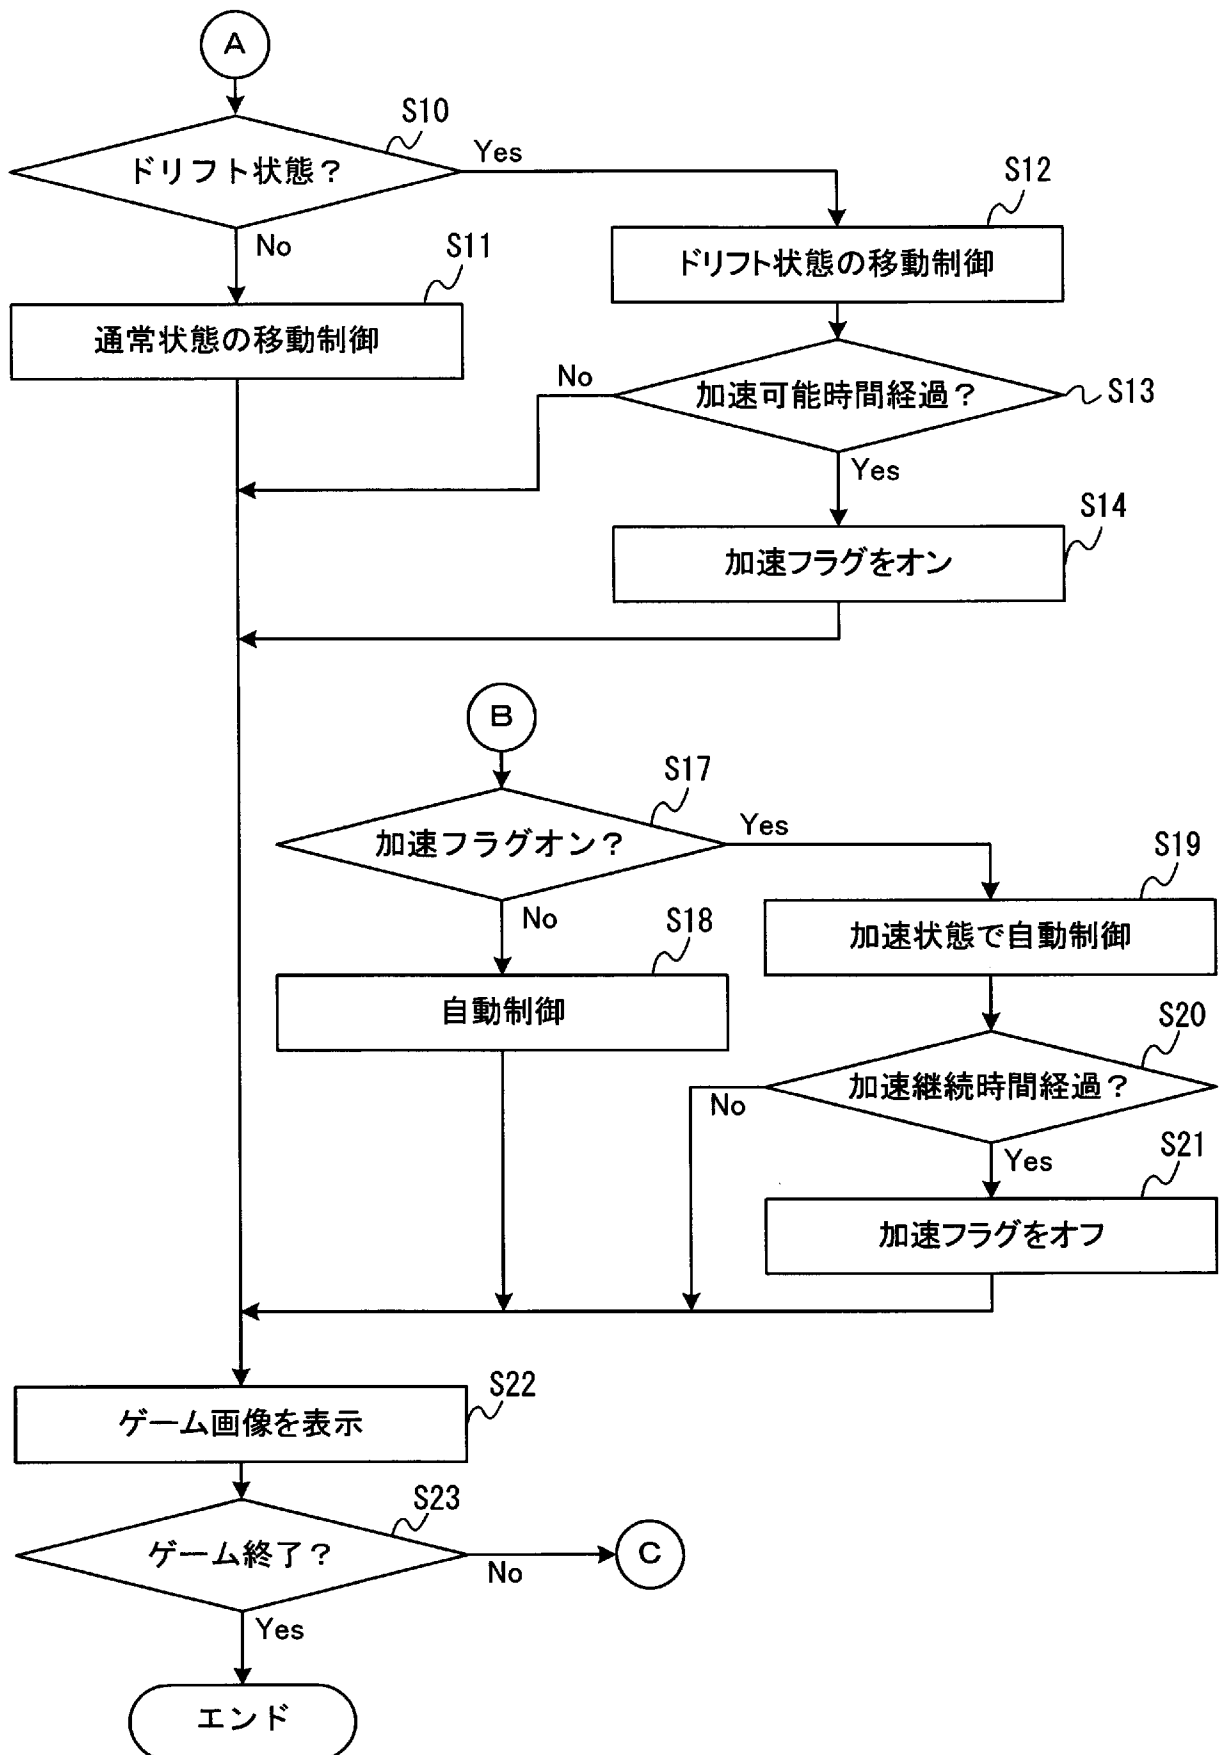 A
S10
ドリフト状態？
Yes
No
S12
ドリフト状態の移動制御
S11
通常状態の移動制御
No
加速可能時間経過？
S13
Yes
S14
加速フラグをオン
B
S17
加速フラグオン？
Yes
No
S19
加速状態で自動制御
S18
自動制御
S20
加速継続時間経過？
No
Yes
S21
加速フラグをオフ
S22
ゲーム画像を表示
S23
ゲーム終了？
No
C
Yes
エンド